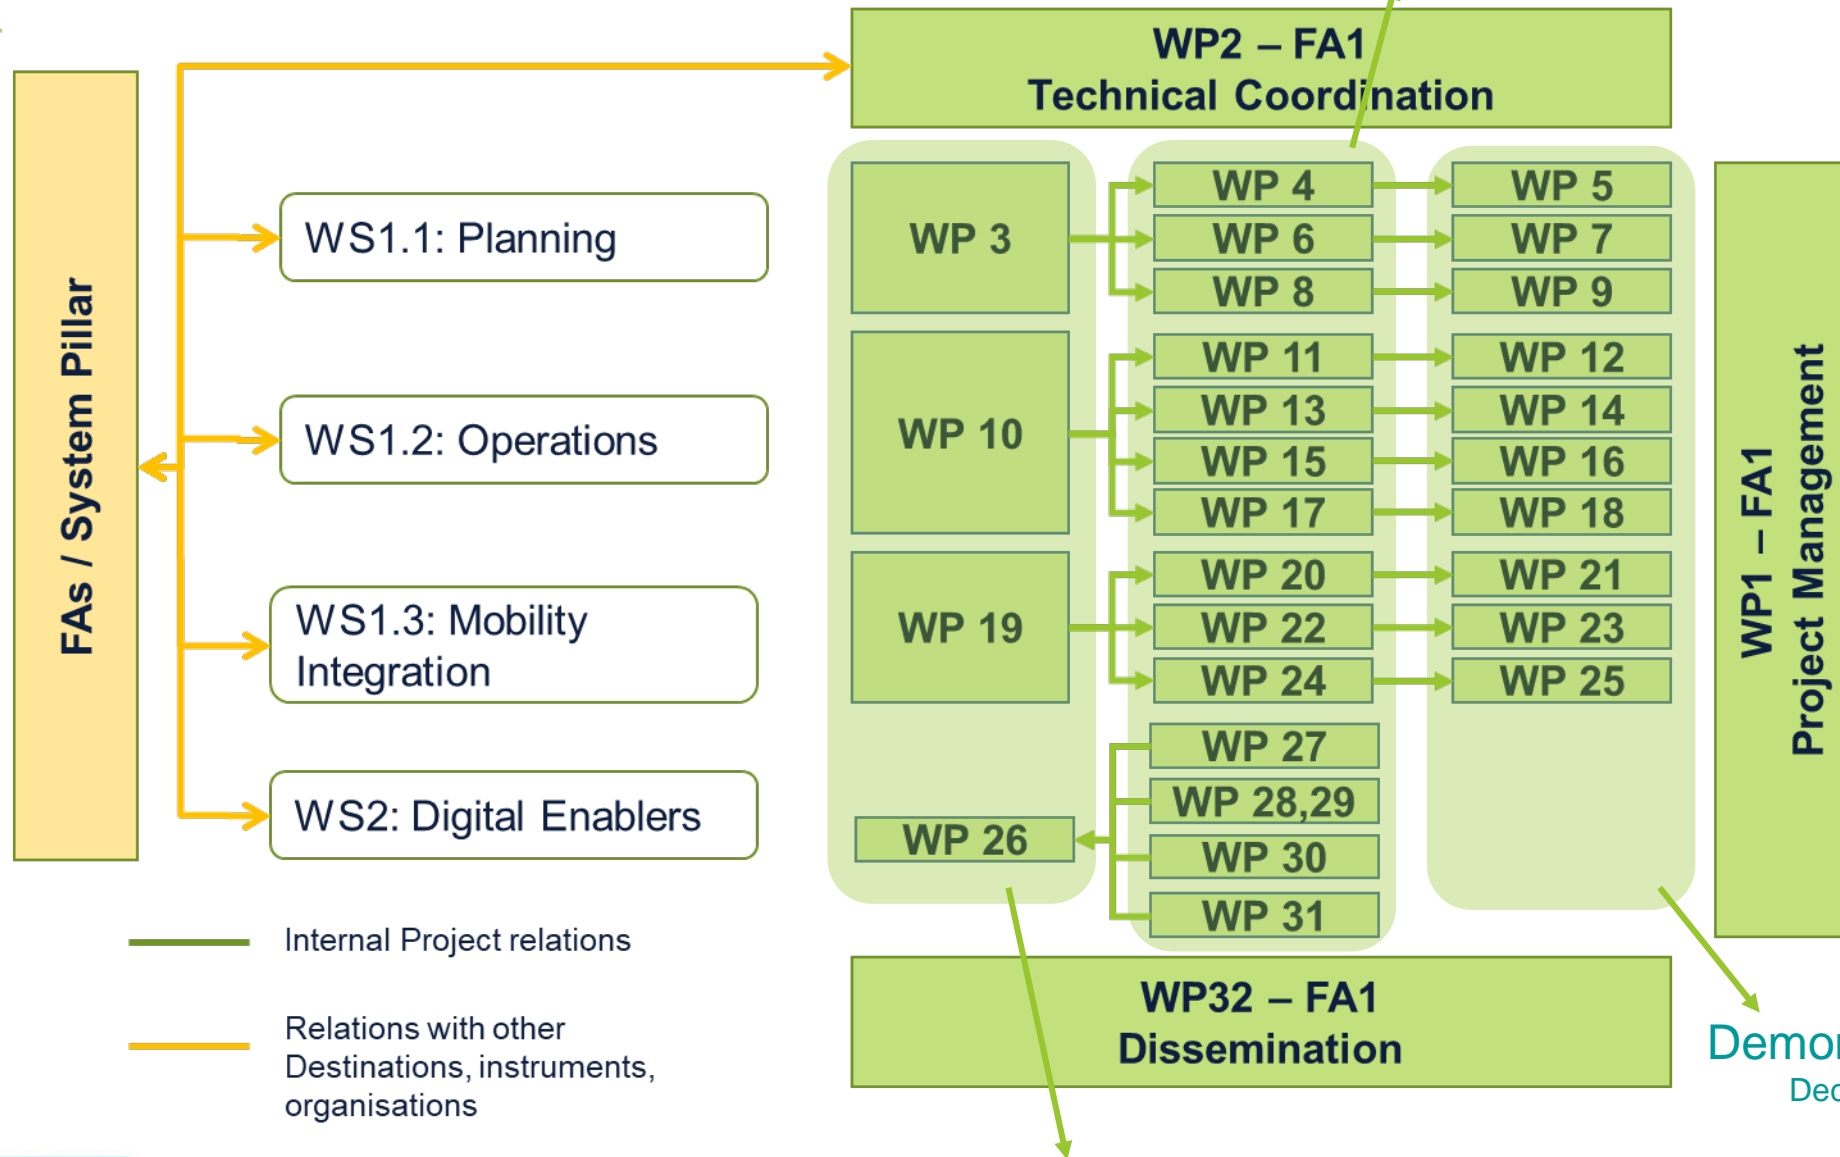 WP2 – FA1
Technical Coordination
FAs / System Pillar
WS1.1: Planning
WS1.2: Operations
WS1.3: Mobility
Integration
WS2: Digital Enablers
WP 3
WP 4
WP 5
WP 6
WP 7
WP 8
WP 9
WP 10
WP 11
WP 12
WP 13
WP 14
WP 15
WP 16
WP 17
WP 18
WP 19
WP 20
WP 21
WP 22
WP 23
WP 24
WP 25
WP 26
WP 27
WP 28,29
WP 30
WP 31
WP1 – FA1
Project Management
WP32 – FA1
Dissemination
Internal Project relations
Relations with other
Destinations, instruments,
organisations